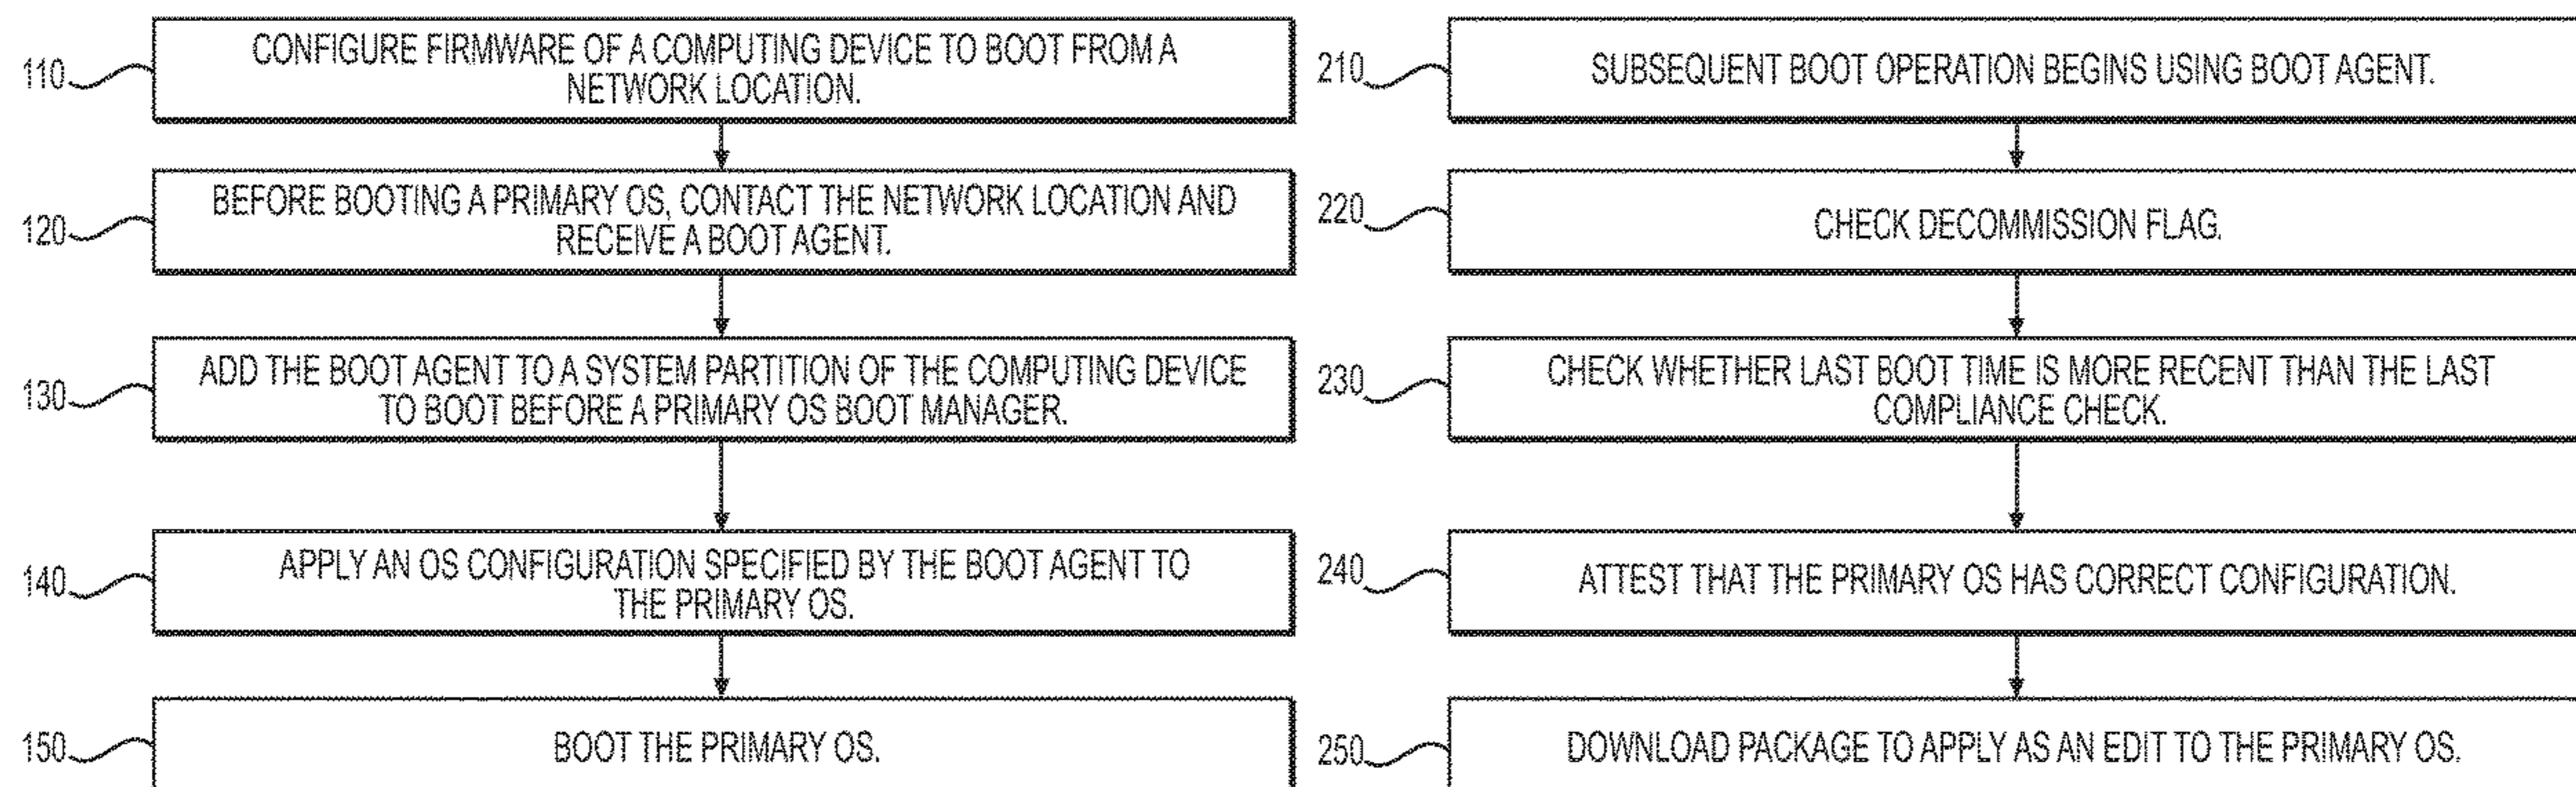 110
CONFIGURE FIRMWARE OF A COMPUTING DEVICE TO BOOT FROM A
NETWORK LOCATION.
120
BEFORE BOOTING A PRIMARY OS, CONTACT THE NETWORK LOCATION AND
RECEIVE A BOOT AGENT.
130
ADD THE BOOT AGENT TO A SYSTEM PARTITION OF THE COMPUTING DEVICE
TO BOOT BEFORE A PRIMARY OS BOOT MANAGER.
140
APPLY AN OS CONFIGURATION SPECIFIED BY THE BOOT AGENT TO
THE PRIMARY OS.
150
BOOT THE PRIMARY OS.
210
SUBSEQUENT BOOT OPERATION BEGINS USING BOOT AGENT.
220
CHECK DECOMMISSION FLAG.
230
CHECK WHETHER LAST BOOT TIME IS MORE RECENT THAN THE LAST
COMPLIANCE CHECK.
240
ATTEST THAT THE PRIMARY OS HAS CORRECT CONFIGURATION.
250
DOWNLOAD PACKAGE TO APPLY AS AN EDIT TO THE PRIMARY OS.